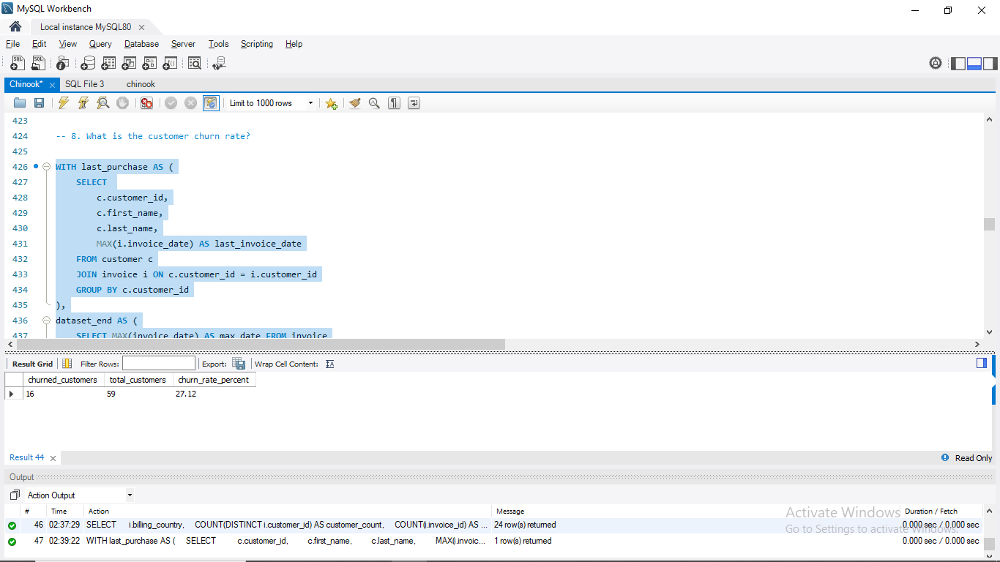 MySQL Workbench
Local instance MySQL80
File Edit View Query Database Server Tools Scripting Help
Chinook* SQL File 3 chinook
Limit to 1000 rows
423
424 -- 8. What is the customer churn rate?
425
426 WITH last_purchase AS (
427 SELECT
428 c.customer_id,
429 c.first_name,
430 c.last_name,
431 MAX(i.invoice_date) AS last_invoice_date
432 FROM customer c
433 JOIN invoice i ON c.customer_id = i.customer_id
434 GROUP BY c.customer_id
435 ),
436 dataset_end AS (
437 SELECT MAX(invoice_date) AS max_date FROM invoice
Result Grid Filter Rows: Export: Wrap Cell Content:
churned_customers total_customers churn_rate_percent
16 59 27.12
Result 44 Read Only
Output
Action Output
# Time Action Message Duration / Fetch
46 02:37:29 SELECT i.billing_country, COUNT(DISTINCT i.customer_id) AS customer_count, COUNT(i.invoice_id) AS ... 24 row(s) returned 0.000 sec / 0.000 sec
47 02:39:22 WITH last_purchase AS ( SELECT c.customer_id, c.first_name, c.last_name, MAX(i.invoic... 1 row(s) returned 0.000 sec / 0.000 sec
Activate Windows
Go to Settings to activate Windows.